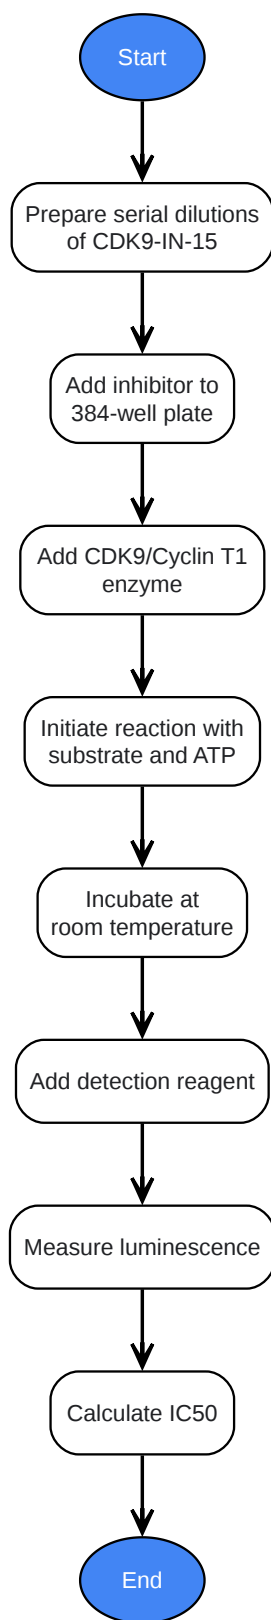 Start
Prepare serial dilutions
of CDK9-IN-15
Add inhibitor to
384-well plate
Add CDK9/Cyclin T1
enzyme
Initiate reaction with
substrate and ATP
Incubate at
room temperature
Add detection reagent
Measure luminescence
Calculate IC50
End